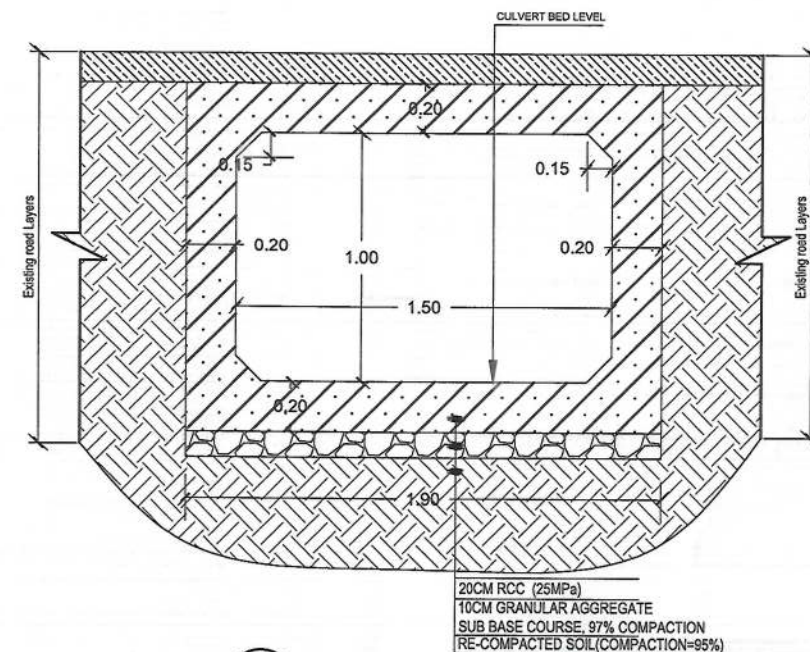 CULVERT BED LEVEL
0.20
0.15
0.15
Existing road Layers
0.20
1.00
0.20
Existing road Layers
1.50
0.20
1.90
20CM RCC (25MPa)
10CM GRANULAR AGGREGATE
SUB BASE COURSE, 97% COMPACTION
RE-COMPACTED SOIL(COMPACTION=95%)